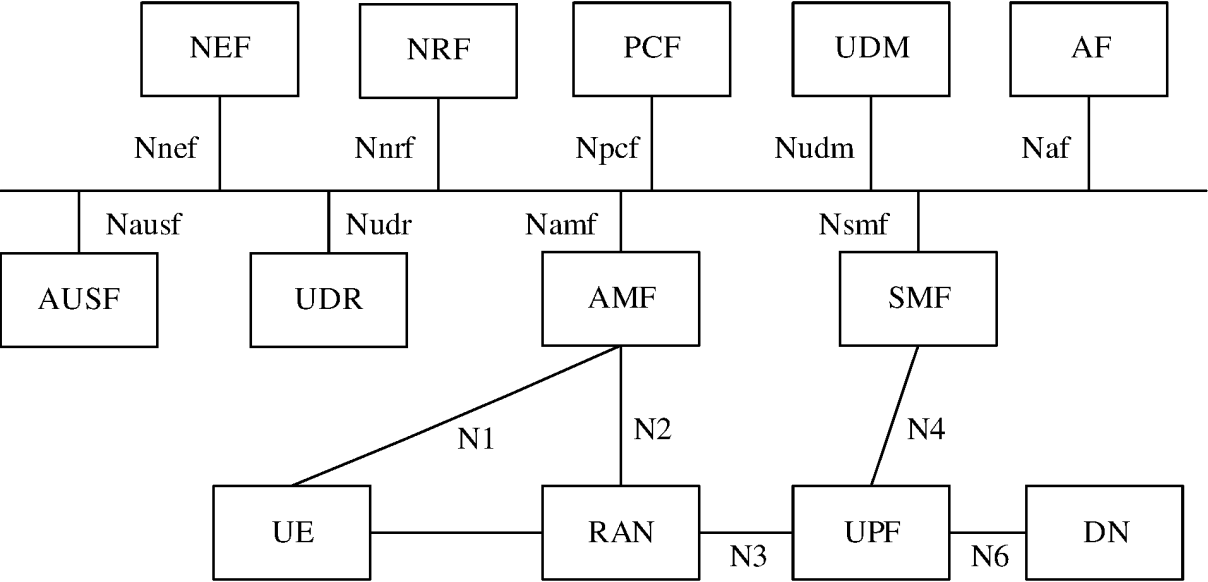 NEF NRF PCF UDM AF
Nnef Nnrf Npcf Nudm Naf
Nausf Nudr Namf Nsmf
AUSF UDR AMF SMF
N1 N2 N4
UE RAN UPF DN
N3 N6